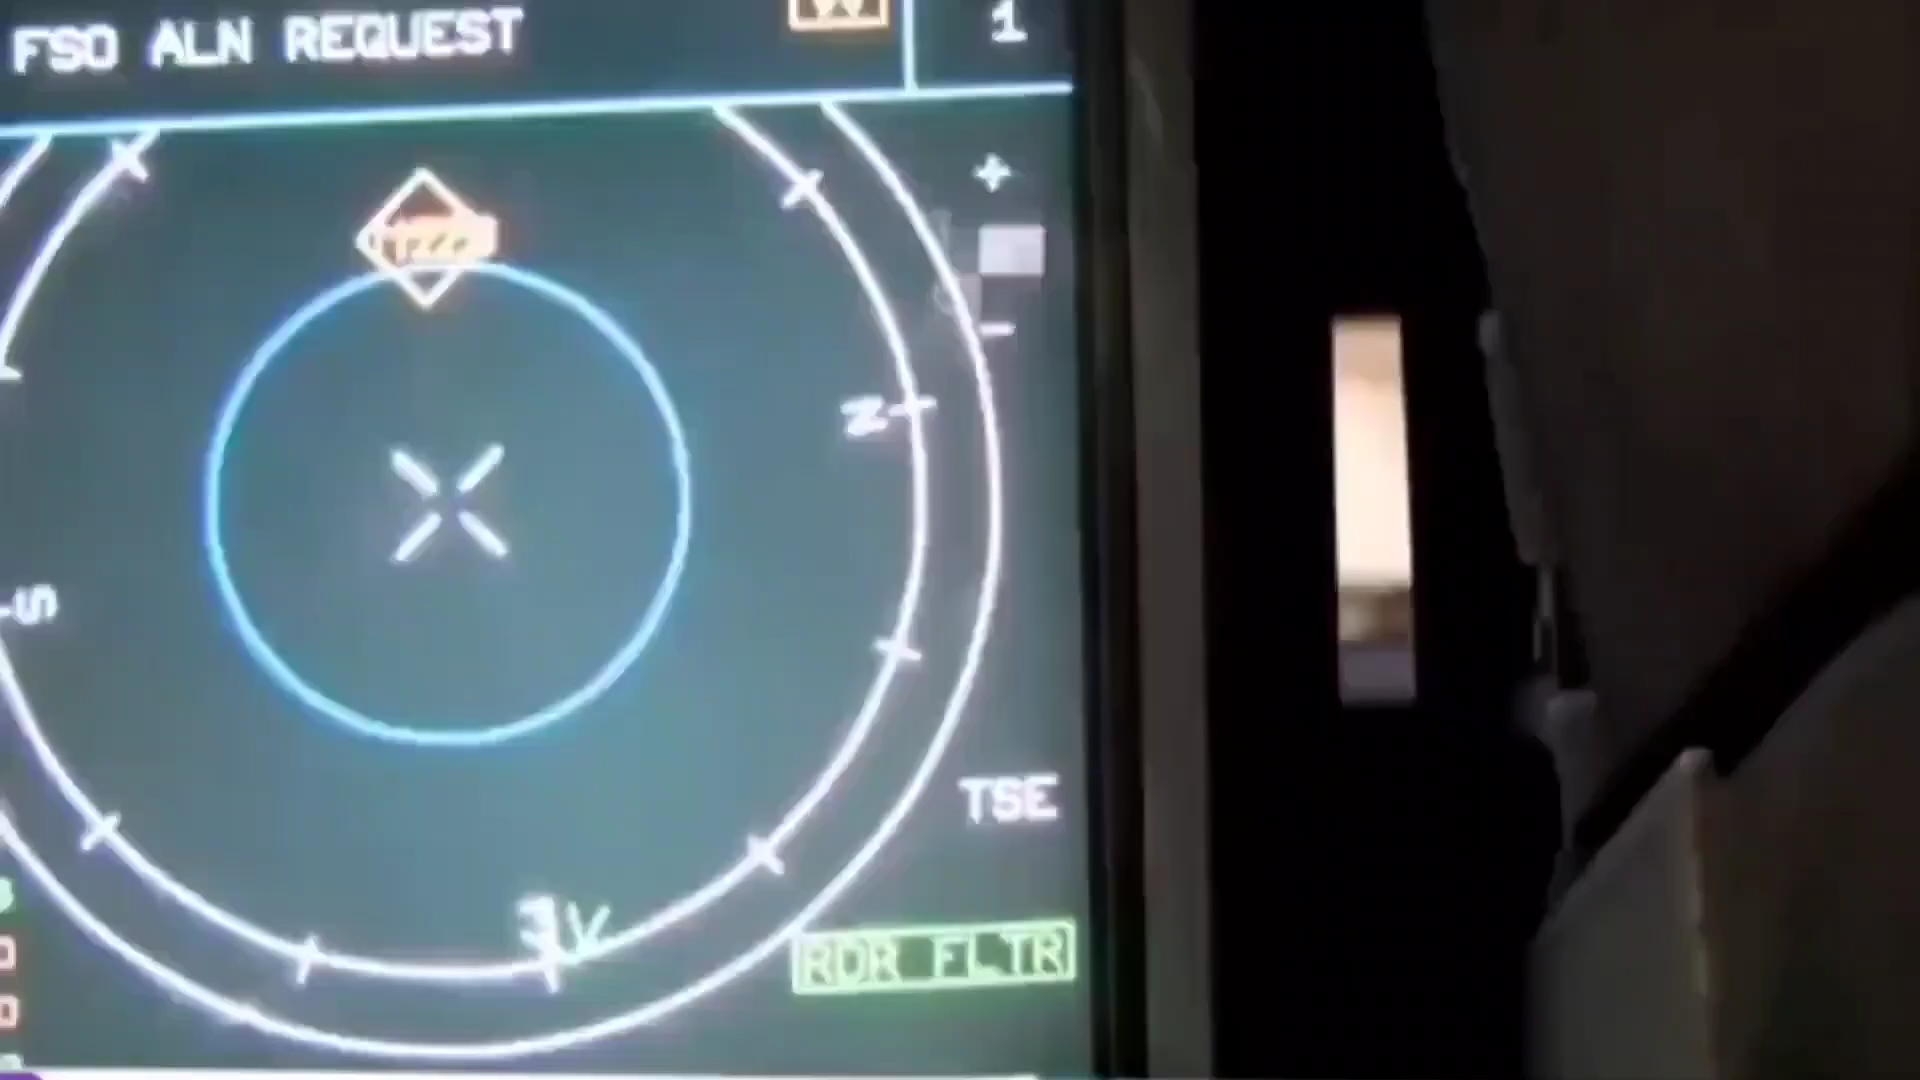 FSO ALN REQUEST
1
+
N
-
S
TSE
RDR FLTR